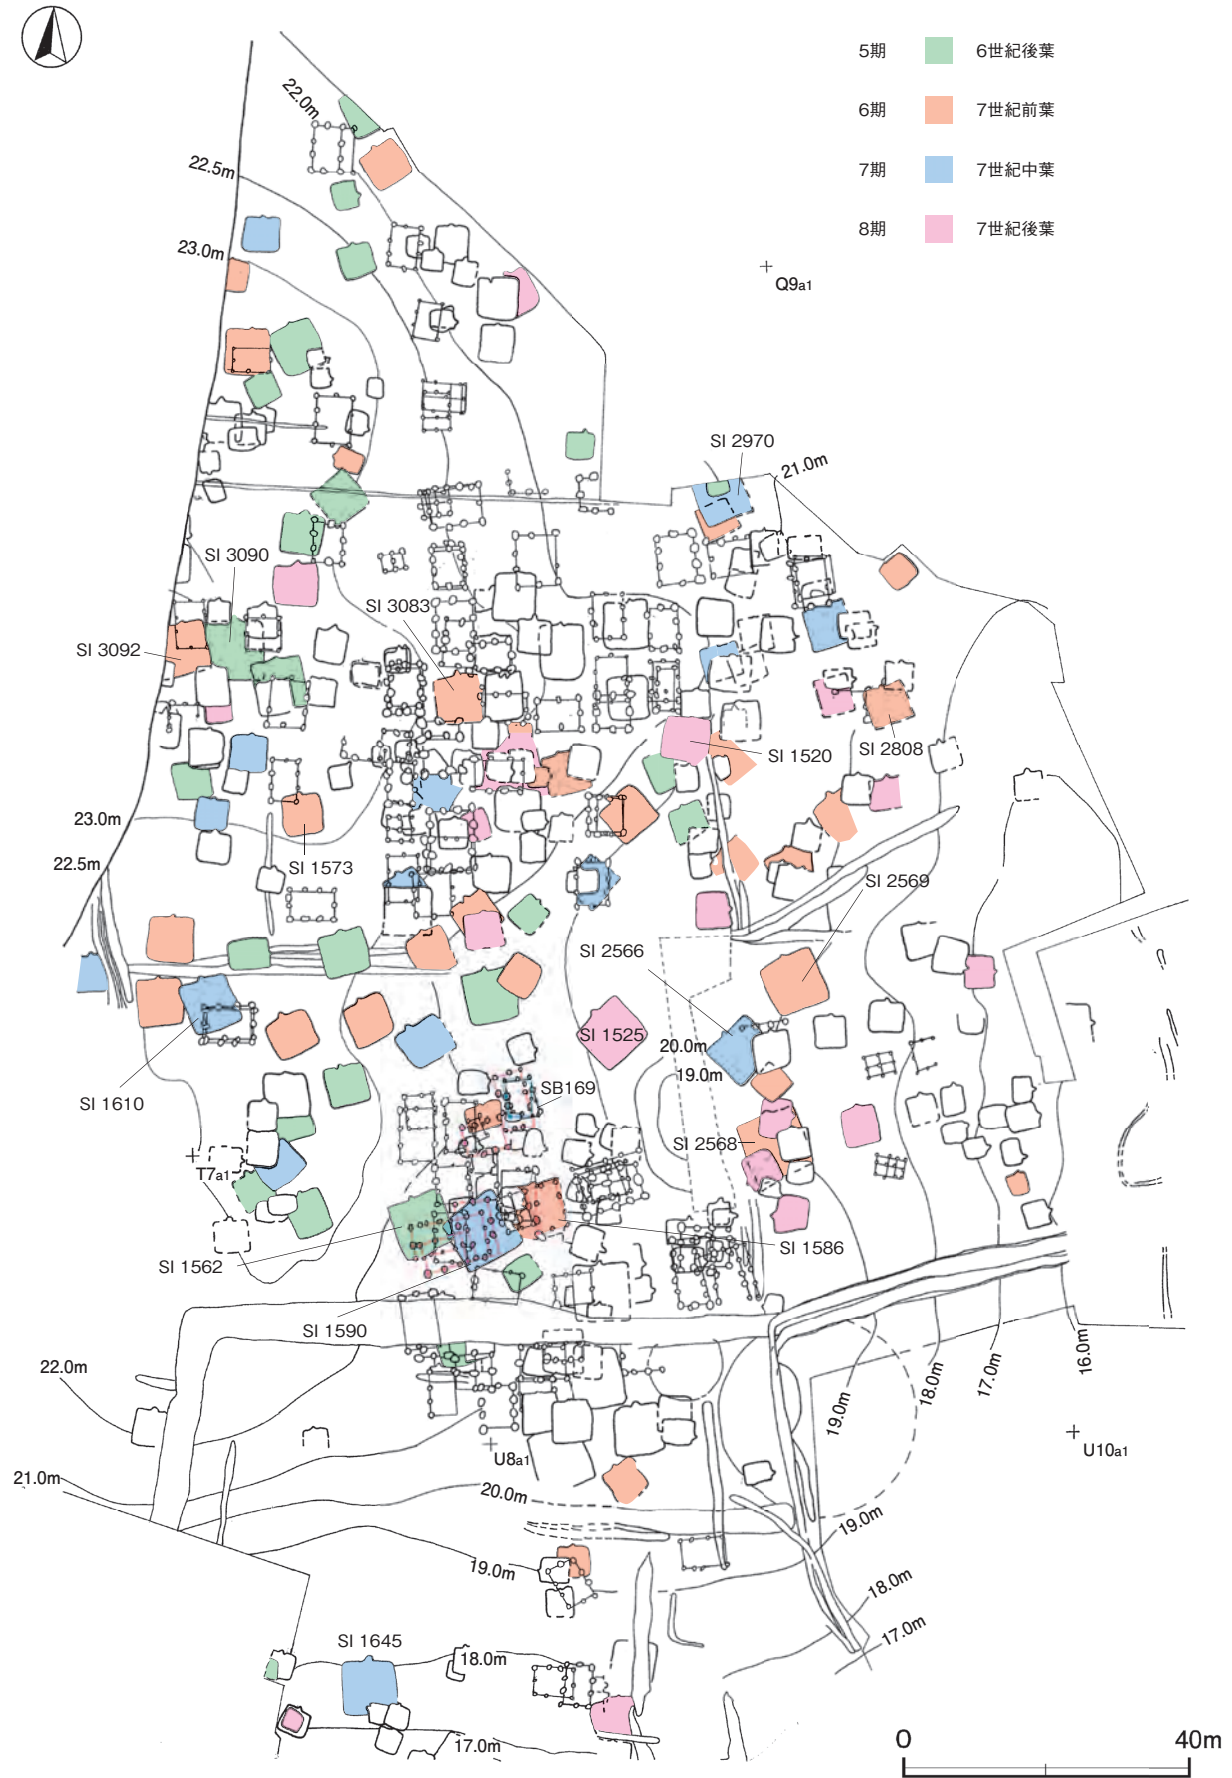 5期 6世紀後葉
6期 7世紀前葉
7期 7世紀中葉
8期 7世紀後葉
22.0m
22.5m
23.0m
Q9a1
SI 2970
21.0m
SI 3090
SI 3083
SI 3092
SI 1520
SI 2808
23.0m
22.5m
SI 1573
SI 2569
SI 2566
SI 1525
20.0m
19.0m
SI 1610
SB169
SI 2568
T7a1
SI 1562
SI 1586
SI 1590
22.0m
19.0m
18.0m
17.0m
16.0m
U8a1
U10a1
21.0m
20.0m
19.0m
19.0m
18.0m
17.0m
SI 1645
18.0m
17.0m
0 40m